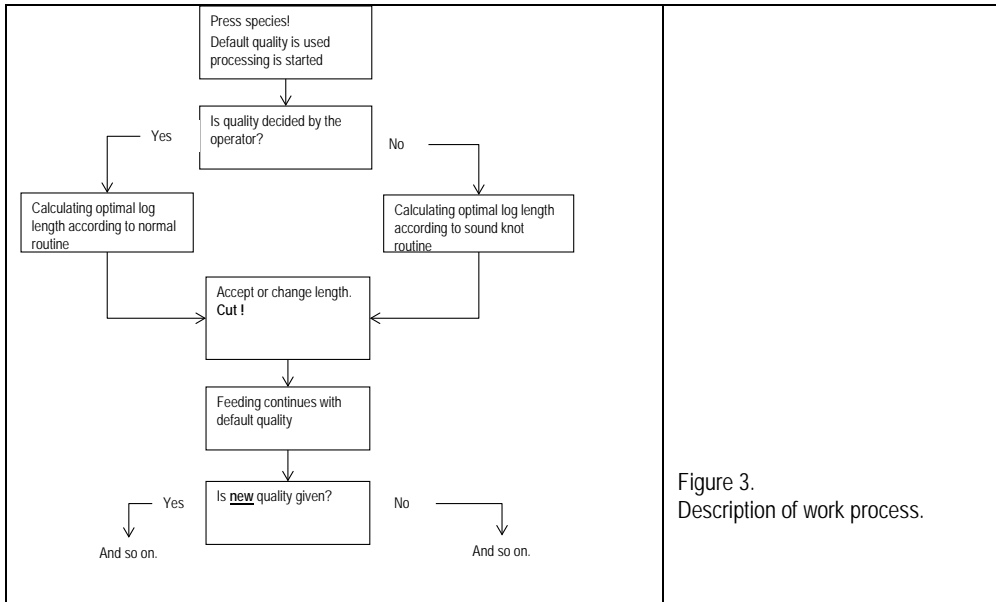 Press species!
Default quality is used
processing is started
Is quality decided by the
operator?
Yes
No
Calculating optimal log
length according to normal
routine
Calculating optimal log length
according to sound knot
routine
Accept or change length.
Cut !
Feeding continues with
default quality
Is new quality given?
Yes
No
And so on.
And so on.
Figure 3.
Description of work process.